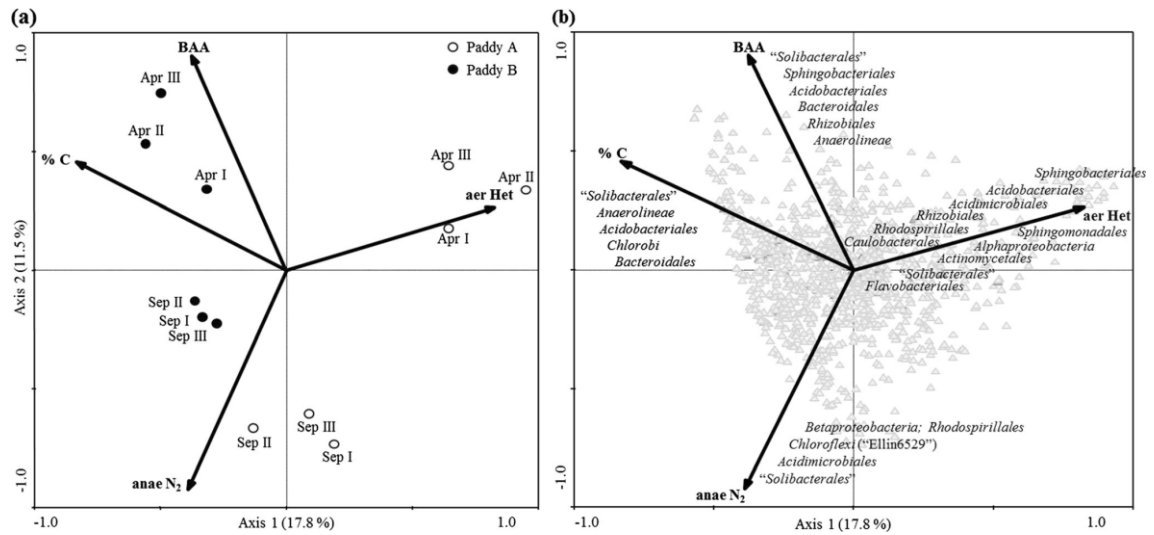 (a)
1.0
BAA
Paddy A
Paddy B
Apr III
Apr II
% C
Apr I
Apr III
Apr II
aer Het
Apr I
Axis 2 (11.5 %)
Sep II
Sep I
Sep III
Sep III
Sep II
Sep I
anae N₂
-1.0
-1.0
Axis 1 (17.8 %)
1.0
(b)
1.0
BAA
“Solibacterales”
Sphingobacteriales
Acidobacteriales
Bacteroidales
Rhizobiales
Anaerolineae
% C
“Solibacterales”
Anaerolineae
Acidobacteriales
Chlorobi
Bacteroidales
Sphingobacteriales
Acidobacteriales
Acidimicrobiales
aer Het
Rhizobiales
Rhodospirillales
Sphingomonadales
Caulobacterales
Alphaproteobacteria
Actinomycetales
“Solibacterales”
Flavobacteriales
Betaproteobacteria; Rhodospirillales
Chloroflexi (“Ellin6529”)
Acidimicrobiales
“Solibacterales”
anae N₂
-1.0
-1.0
Axis 1 (17.8 %)
1.0